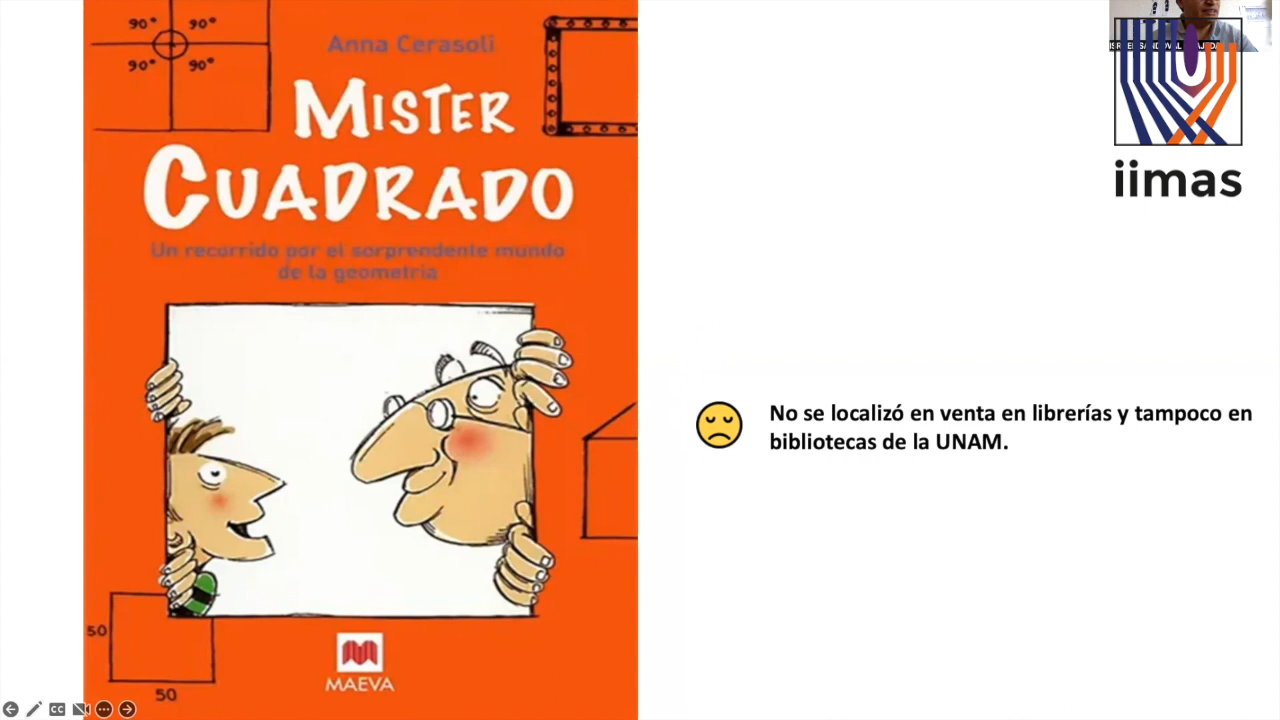 90° 90°
90° 90°
Anna Cerasoli
MISTER
CUADRADO
Un recorrido por el sorprendente mundo
de la geometría
50
50
MAEVA
iimas
No se localizó en venta en librerías y tampoco en
bibliotecas de la UNAM.
CC